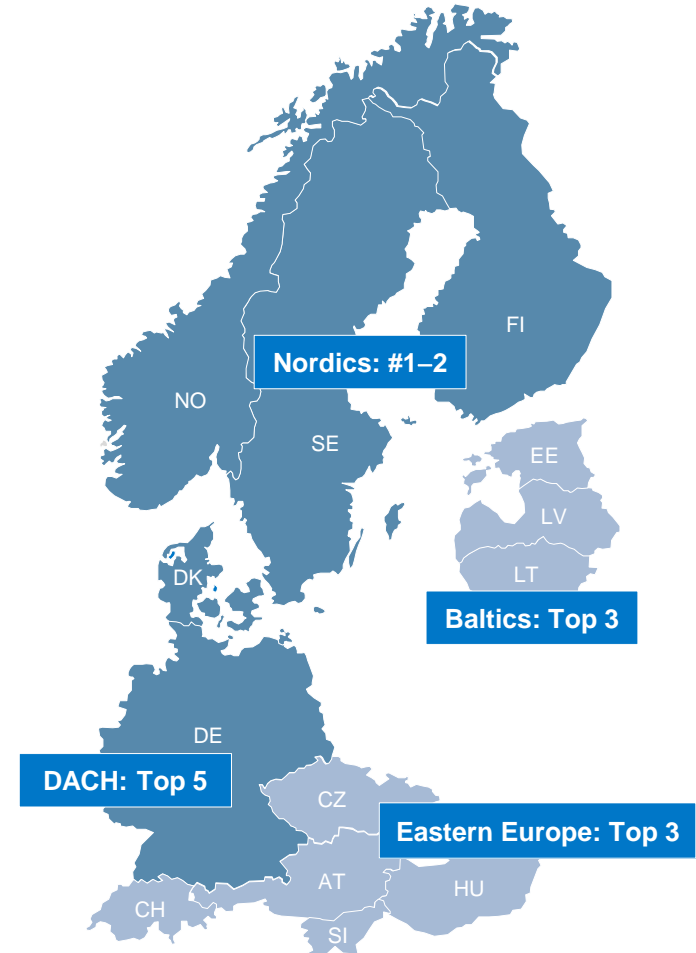 FI
Nordics: #1–2
NO
SE
EE
LV
LT
DK
Baltics: Top 3
DE
DACH: Top 5
CZ
Eastern Europe: Top 3
AT
HU
CH
SI